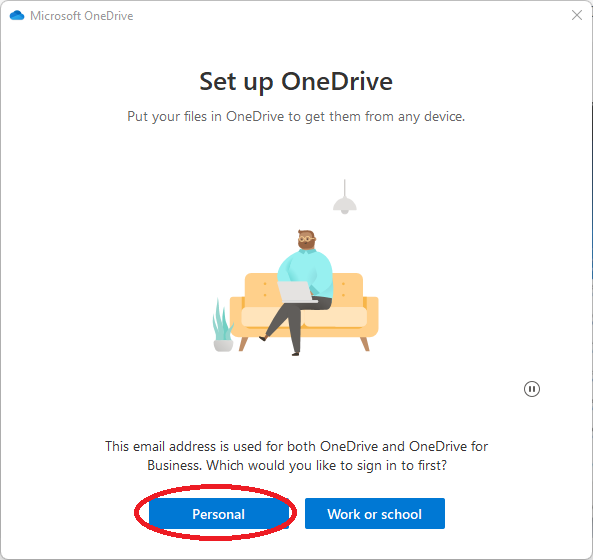 Microsoft OneDrive
Set up OneDrive
Put your files in OneDrive to get them from any device.
This email address is used for both OneDrive and OneDrive for
Business. Which would you like to sign in to first?
Personal
Work or school